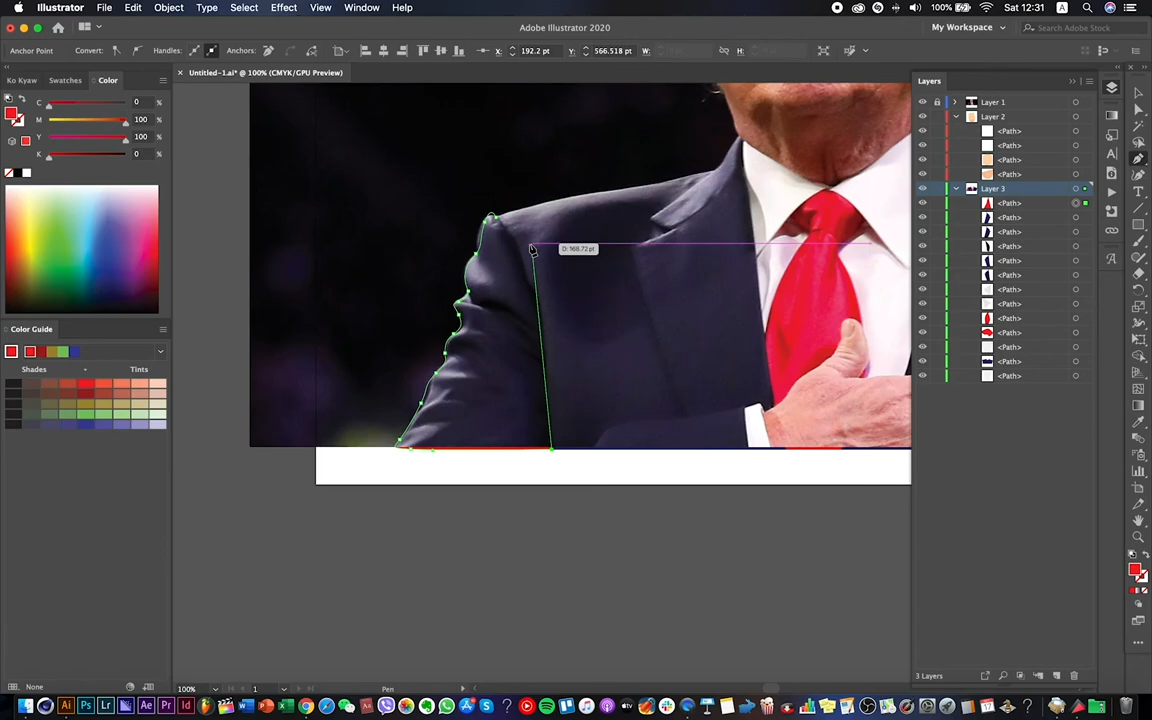 Illustrator File Edit Object Type Select Effect View Window Help 100% Sat 12:31
Adobe Illustrator 2020
My Workspace
Search Adobe Stock
Anchor Point Convert: Handles: Anchors: X: 192.2 pt Y: 566.518 pt W: H:
Ko Kyaw Swatches Color
Untitled-1.ai* @ 100% (CMYK/GPU Preview)
Layers
C 0 %
M 100 %
Y 100 %
K 0 %
Layer 1
Layer 2
<Path>
<Path>
<Path>
<Path>
Layer 3
<Path>
<Path>
<Path>
<Path>
<Path>
<Path>
<Path>
<Path>
<Path>
<Path>
<Path>
<Path>
<Path>
D: 168.72 pt
Color Guide
Shades Tints
None
100% 1 Pen
3 Layers